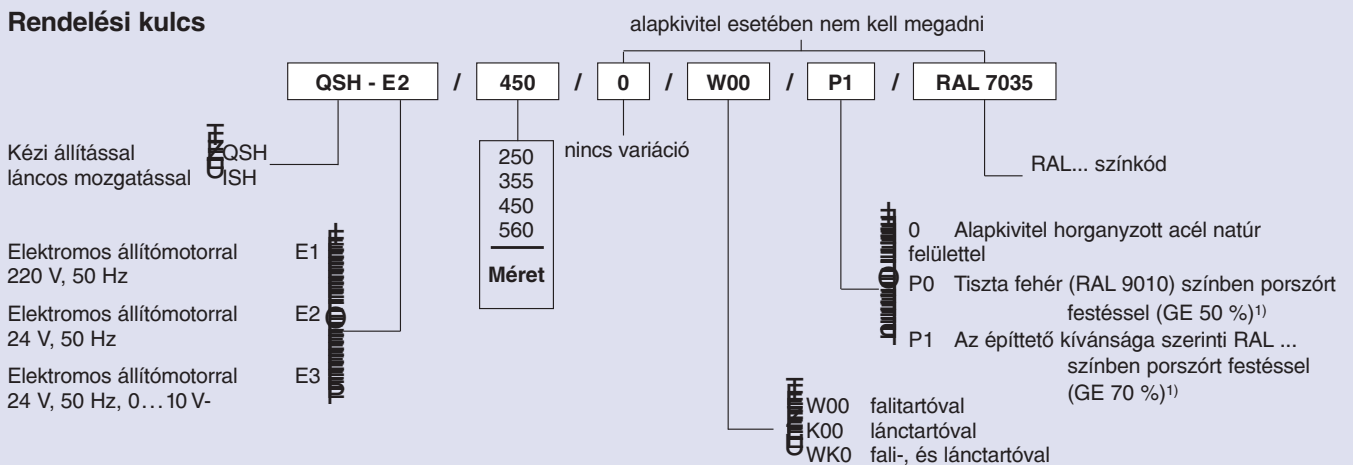 Rendelési kulcs
alapkivitel esetében nem kell megadni
QSH - E2 / 450 / 0 / W00 / P1 / RAL 7035
Kézi állítással QSH
láncos mozgatással ISH
250
355
450
560
Méret
nincs variáció
RAL... színkód
Elektromos állítómotorral E1
220 V, 50 Hz
Elektromos állítómotorral E2
24 V, 50 Hz
Elektromos állítómotorral E3
24 V, 50 Hz, 0...10 V-
0 Alapkivitel horganyzott acél natúr
felülettel
P0 Tiszta fehér (RAL 9010) színben porszórt
festéssel (GE 50 %)1)
P1 Az építtető kívánsága szerinti RAL ...
színben porszórt festéssel
(GE 70 %)1)
W00 falitartóval
K00 lánctartóval
WK0 fali-, és lánctartóval